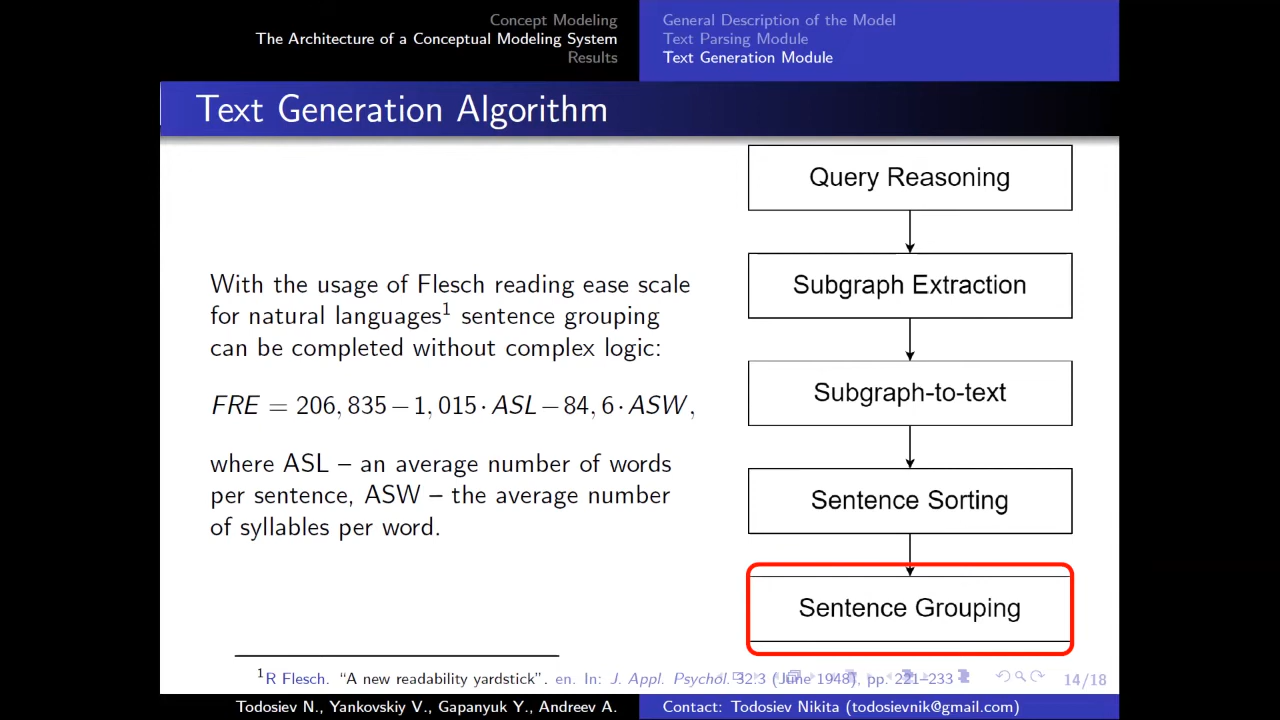 Concept Modeling
The Architecture of a Conceptual Modeling System
Results
General Description of the Model
Text Parsing Module
Text Generation Module
Text Generation Algorithm
With the usage of Flesch reading ease scale
for natural languages¹ sentence grouping
can be completed without complex logic:
FRE = 206, 835 − 1, 015 · ASL − 84, 6 · ASW,
where ASL – an average number of words
per sentence, ASW – the average number
of syllables per word.
Query Reasoning
Subgraph Extraction
Subgraph-to-text
Sentence Sorting
Sentence Grouping
¹R Flesch. “A new readability yardstick”. en. In: J. Appl. Psychol. 32.3 (June 1948), pp. 221–233
14/18
Todosiev N., Yankovskiy V., Gapanyuk Y., Andreev A.
Contact: Todosiev Nikita (todosievnik@gmail.com)